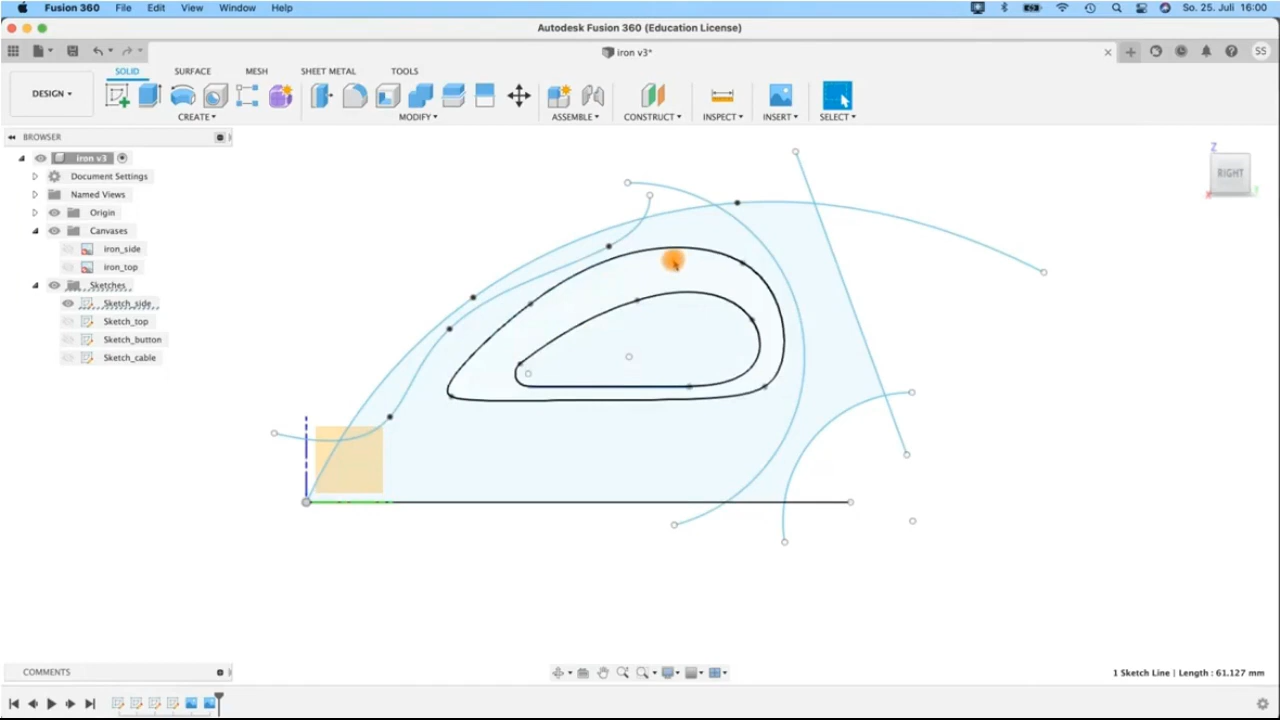 Fusion 360 File Edit View Window Help So. 25. Juli 16:00
Autodesk Fusion 360 (Education License)
iron v3*
SS
SOLID SURFACE MESH SHEET METAL TOOLS
DESIGN
CREATE MODIFY ASSEMBLE CONSTRUCT INSPECT INSERT SELECT
BROWSER
iron v3
Document Settings
Named Views
Origin
Canvases
iron_side
iron_top
Sketches
Sketch_side
Sketch_top
Sketch_button
Sketch_cable
Z
RIGHT
X
Y
COMMENTS
1 Sketch Line | Length : 61.127 mm